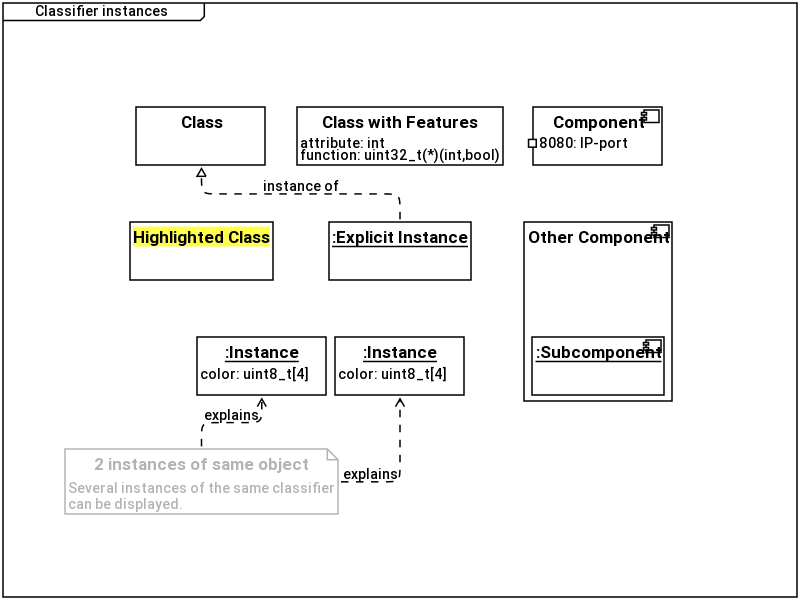 Classifier instances
Class
Class with Features
attribute: int
function: uint32_t(*)(int,bool)
Component
8080: IP-port
instance of
Highlighted Class
:Explicit Instance
Other Component
:Instance
color: uint8_t[4]
:Instance
color: uint8_t[4]
:Subcomponent
explains
2 instances of same object
Several instances of the same classifier
can be displayed.
explains